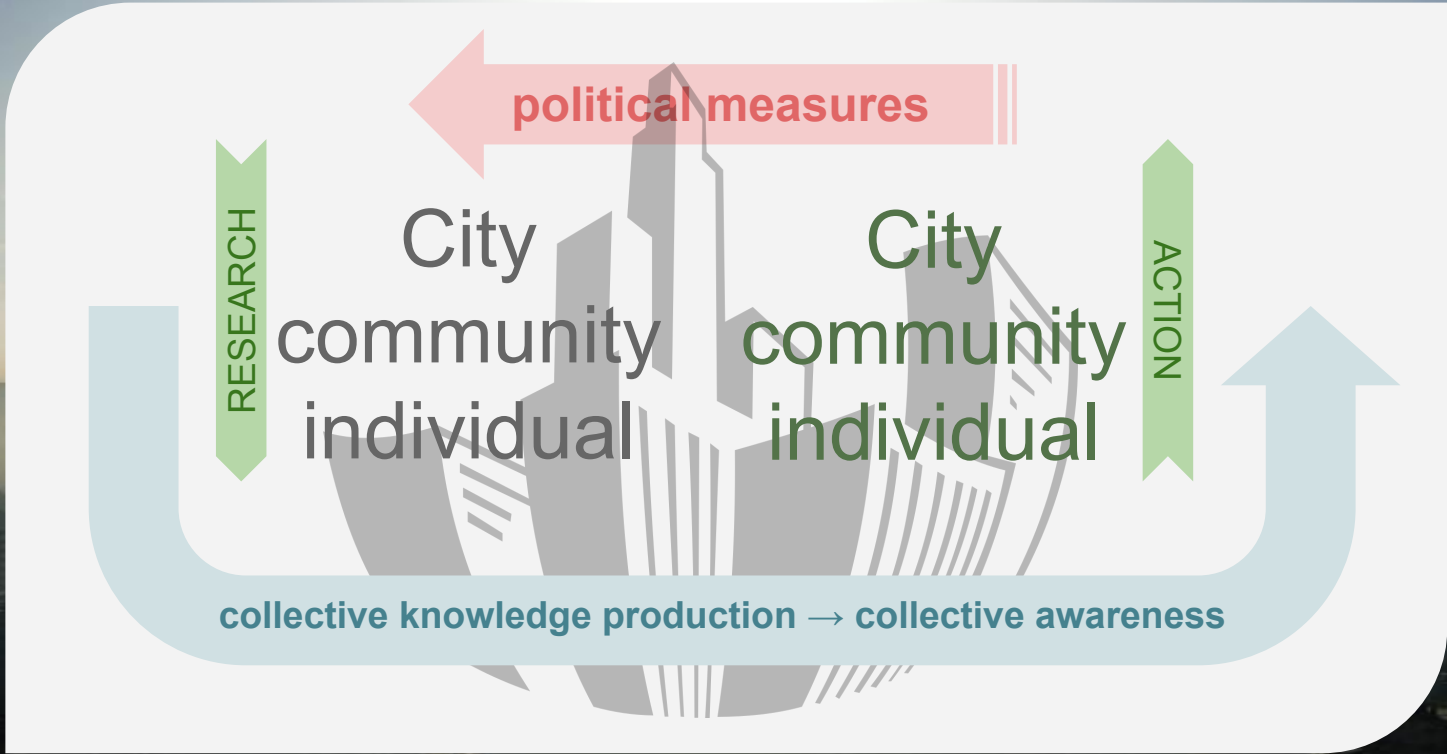 political measures
RESEARCH
City
community
individual
City
community
individual
ACTION
collective knowledge production → collective awareness